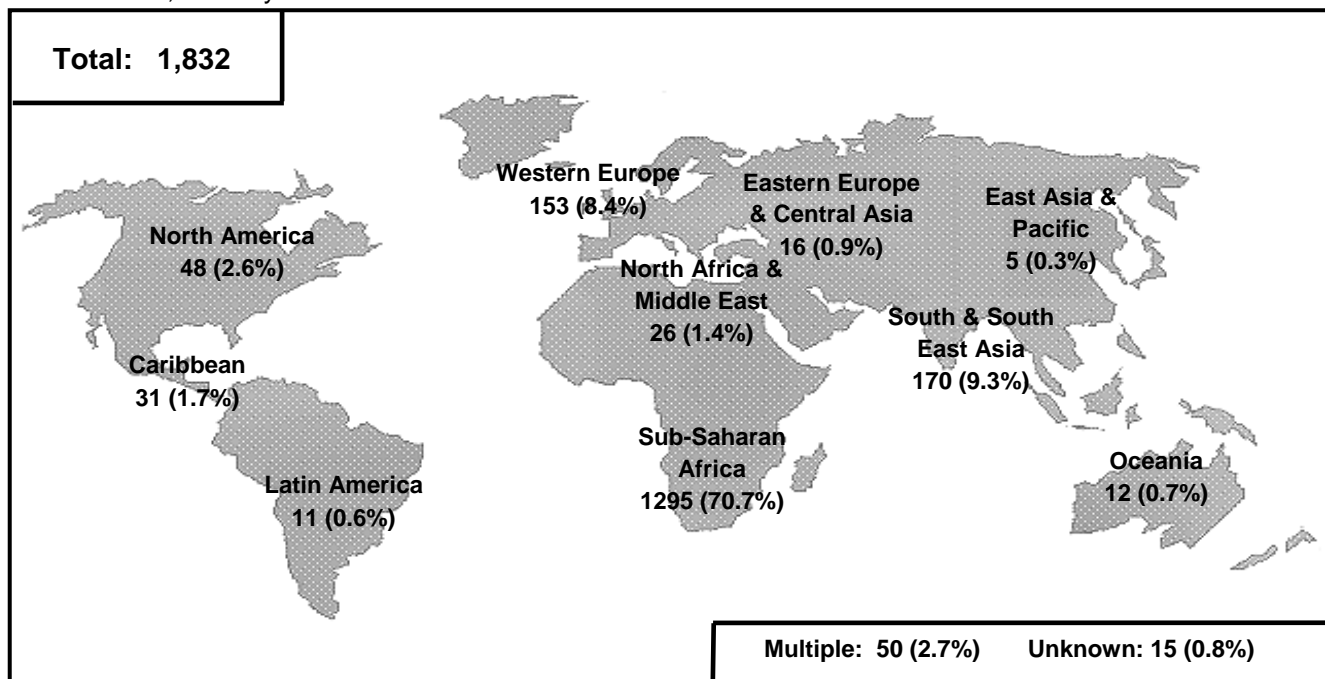 Total: 1,832
Western Europe
153 (8.4%)
Eastern Europe
& Central Asia
16 (0.9%)
East Asia &
Pacific
5 (0.3%)
North America
48 (2.6%)
North Africa &
Middle East
26 (1.4%)
South & South
East Asia
170 (9.3%)
Caribbean
31 (1.7%)
Sub-Saharan
Africa
1295 (70.7%)
Oceania
12 (0.7%)
Latin America
11 (0.6%)
Multiple: 50 (2.7%) Unknown: 15 (0.8%)